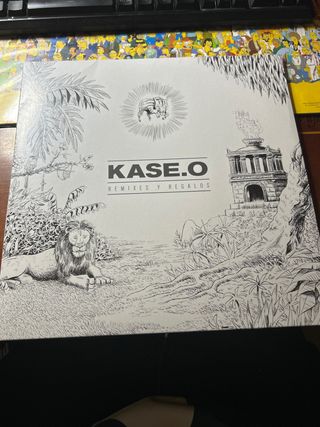 KASE.O
REMIXES Y REGALOS